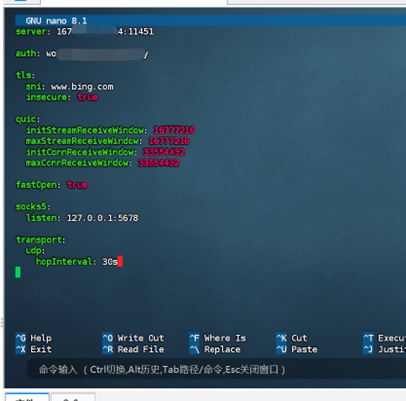 GNU nano 8.1
server: 167 4:11451
auth: wo /
tls:
sni: www.bing.com
insecure: true
quic:
initStreamReceiveWindow: 16777216
maxStreamReceiveWindow: 16777216
initConnReceiveWindow: 33554432
maxConnReceiveWindow: 33554432
fastOpen: true
socks5:
listen: 127.0.0.1:5678
transport:
udp:
hopInterval: 30s
^G Help ^O Write Out ^F Where Is ^K Cut ^T Execu
^X Exit ^R Read File ^\ Replace ^U Paste ^J Justi
命令输入 (Ctrl切换,Alt历史,Tab路径/命令,Esc关闭窗口)